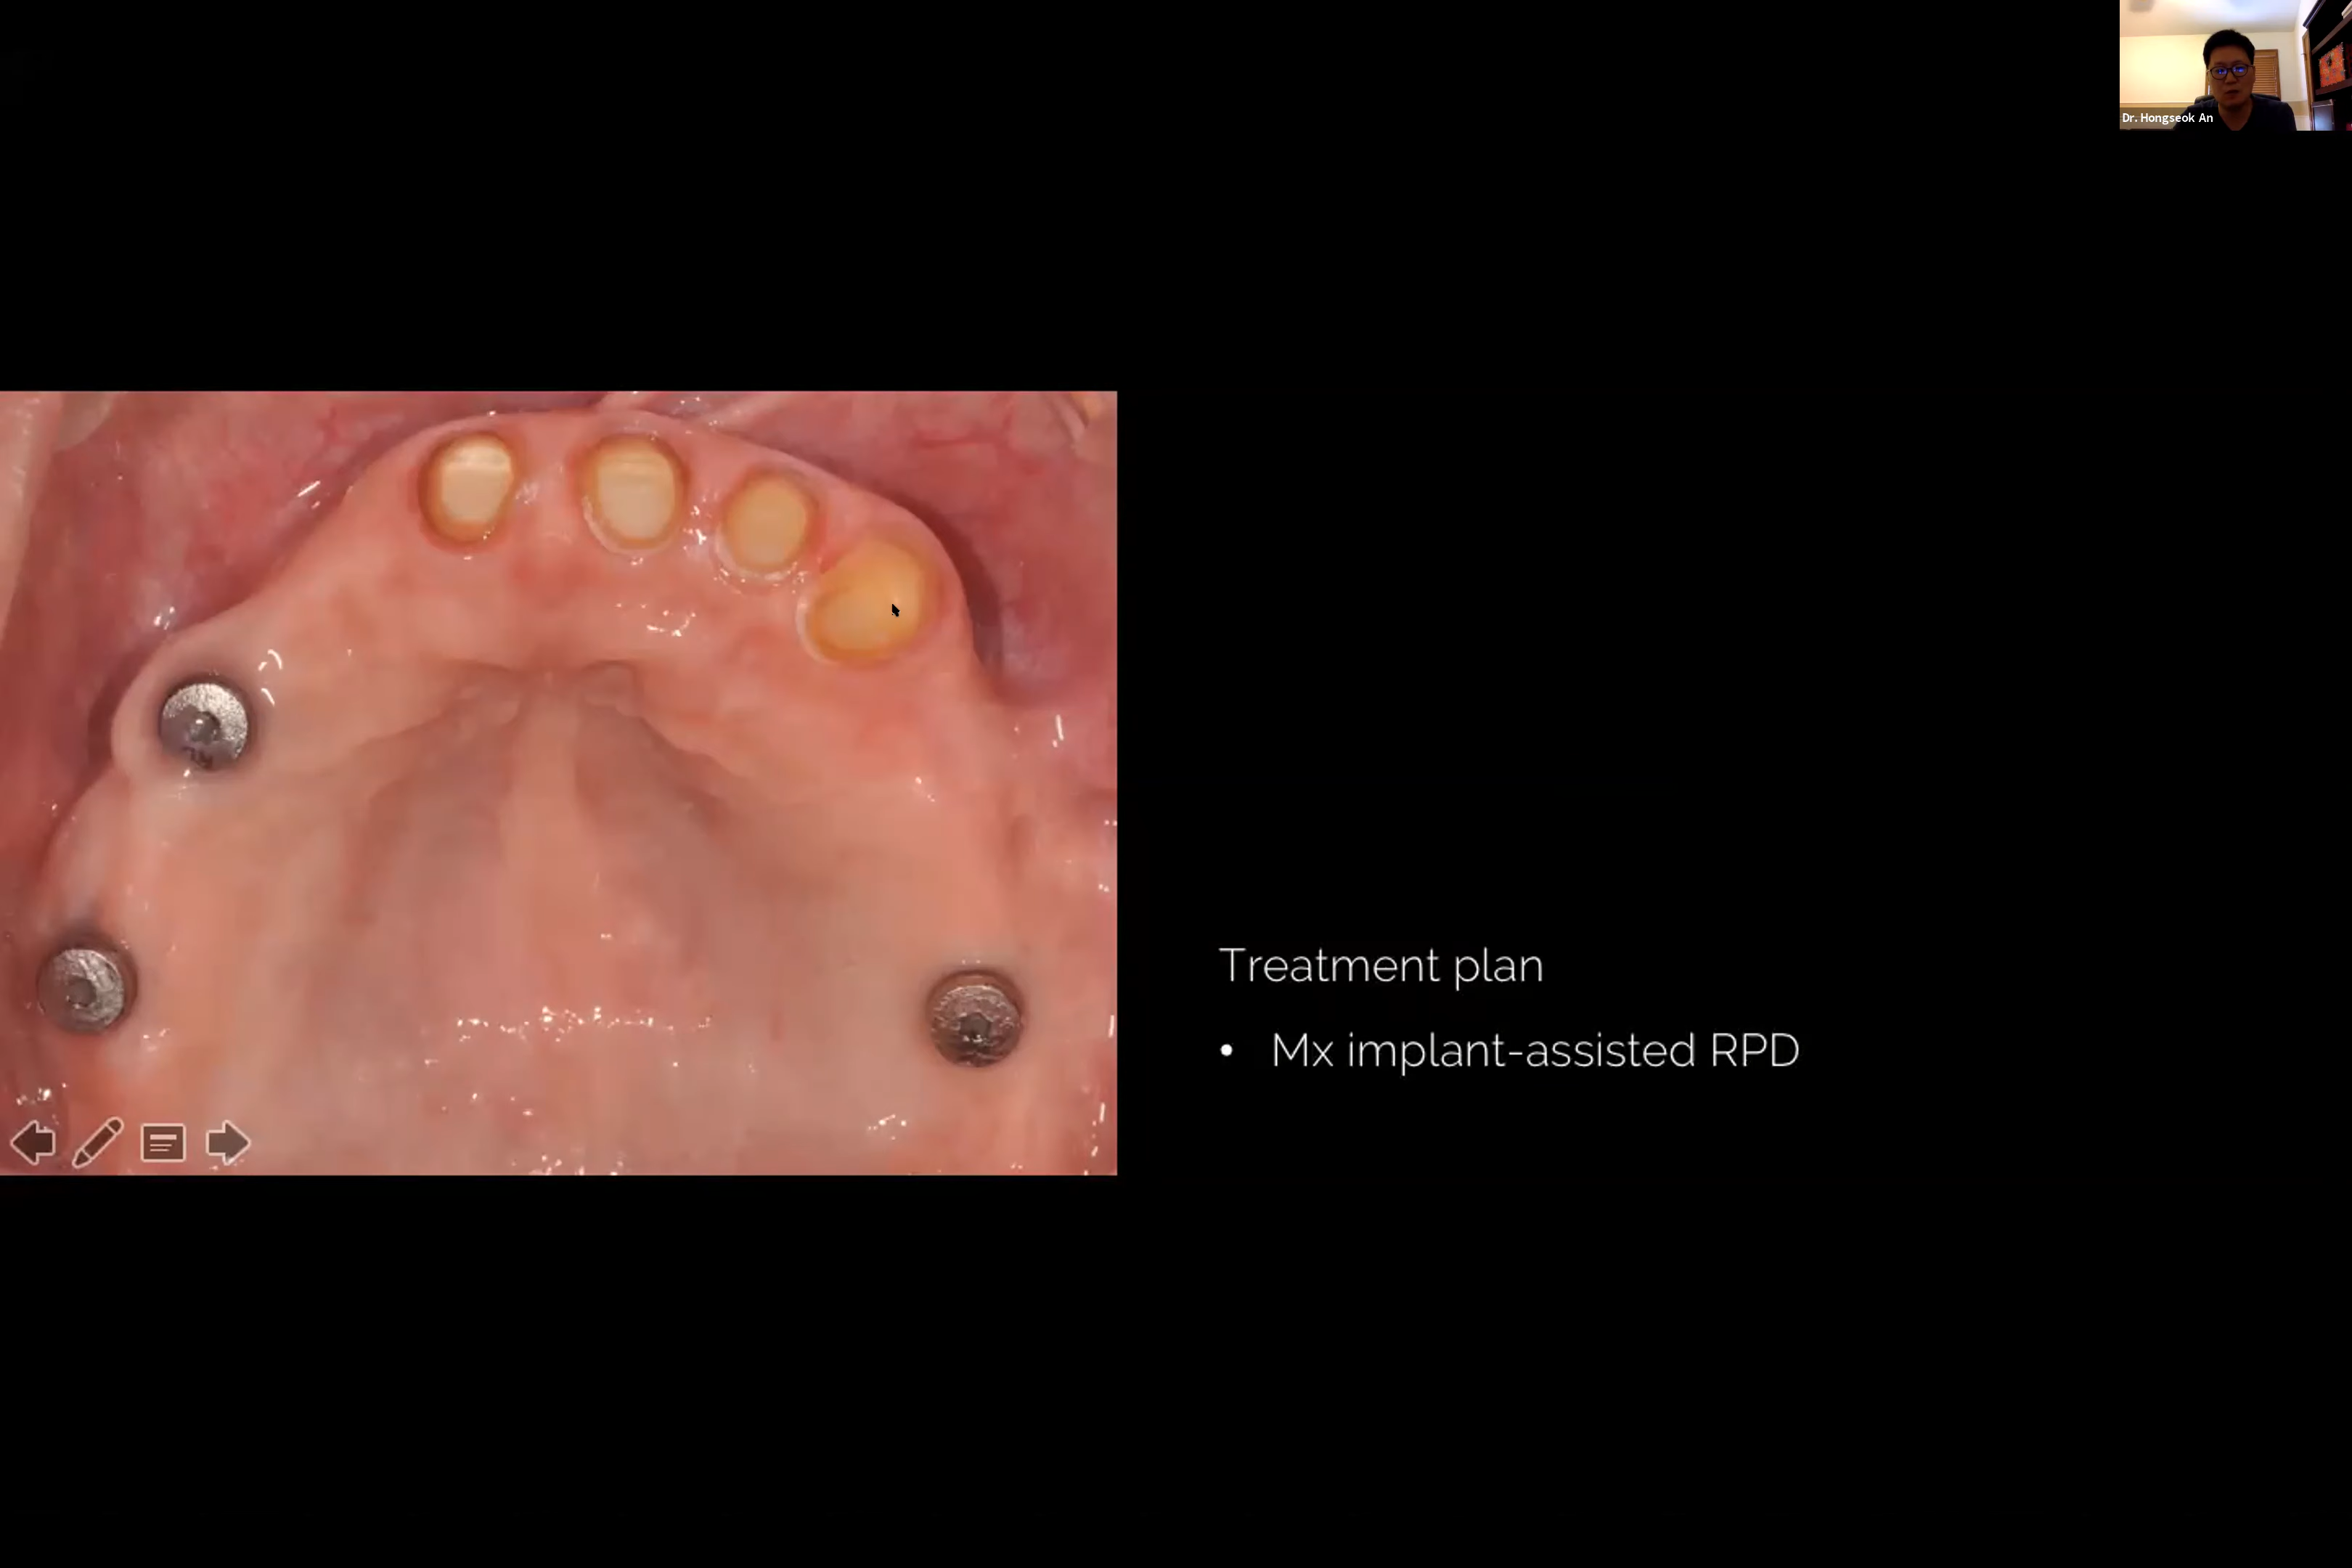 Dr. Hongseok An
Treatment plan
• Mx implant-assisted RPD